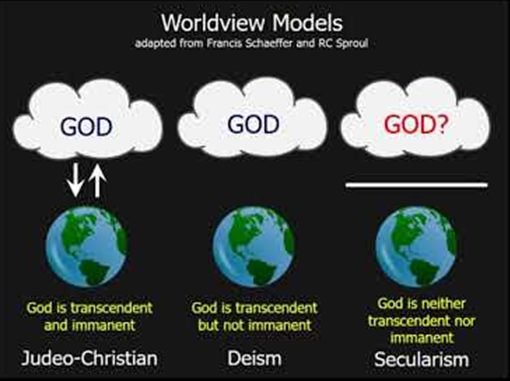 Worldview Models
adapted from Francis Schaeffer and RC Sproul
GOD
GOD
GOD?
God is transcendent
and immanent
Judeo-Christian
God is transcendent
but not immanent
Deism
God is neither
transcendent nor
immanent
Secularism